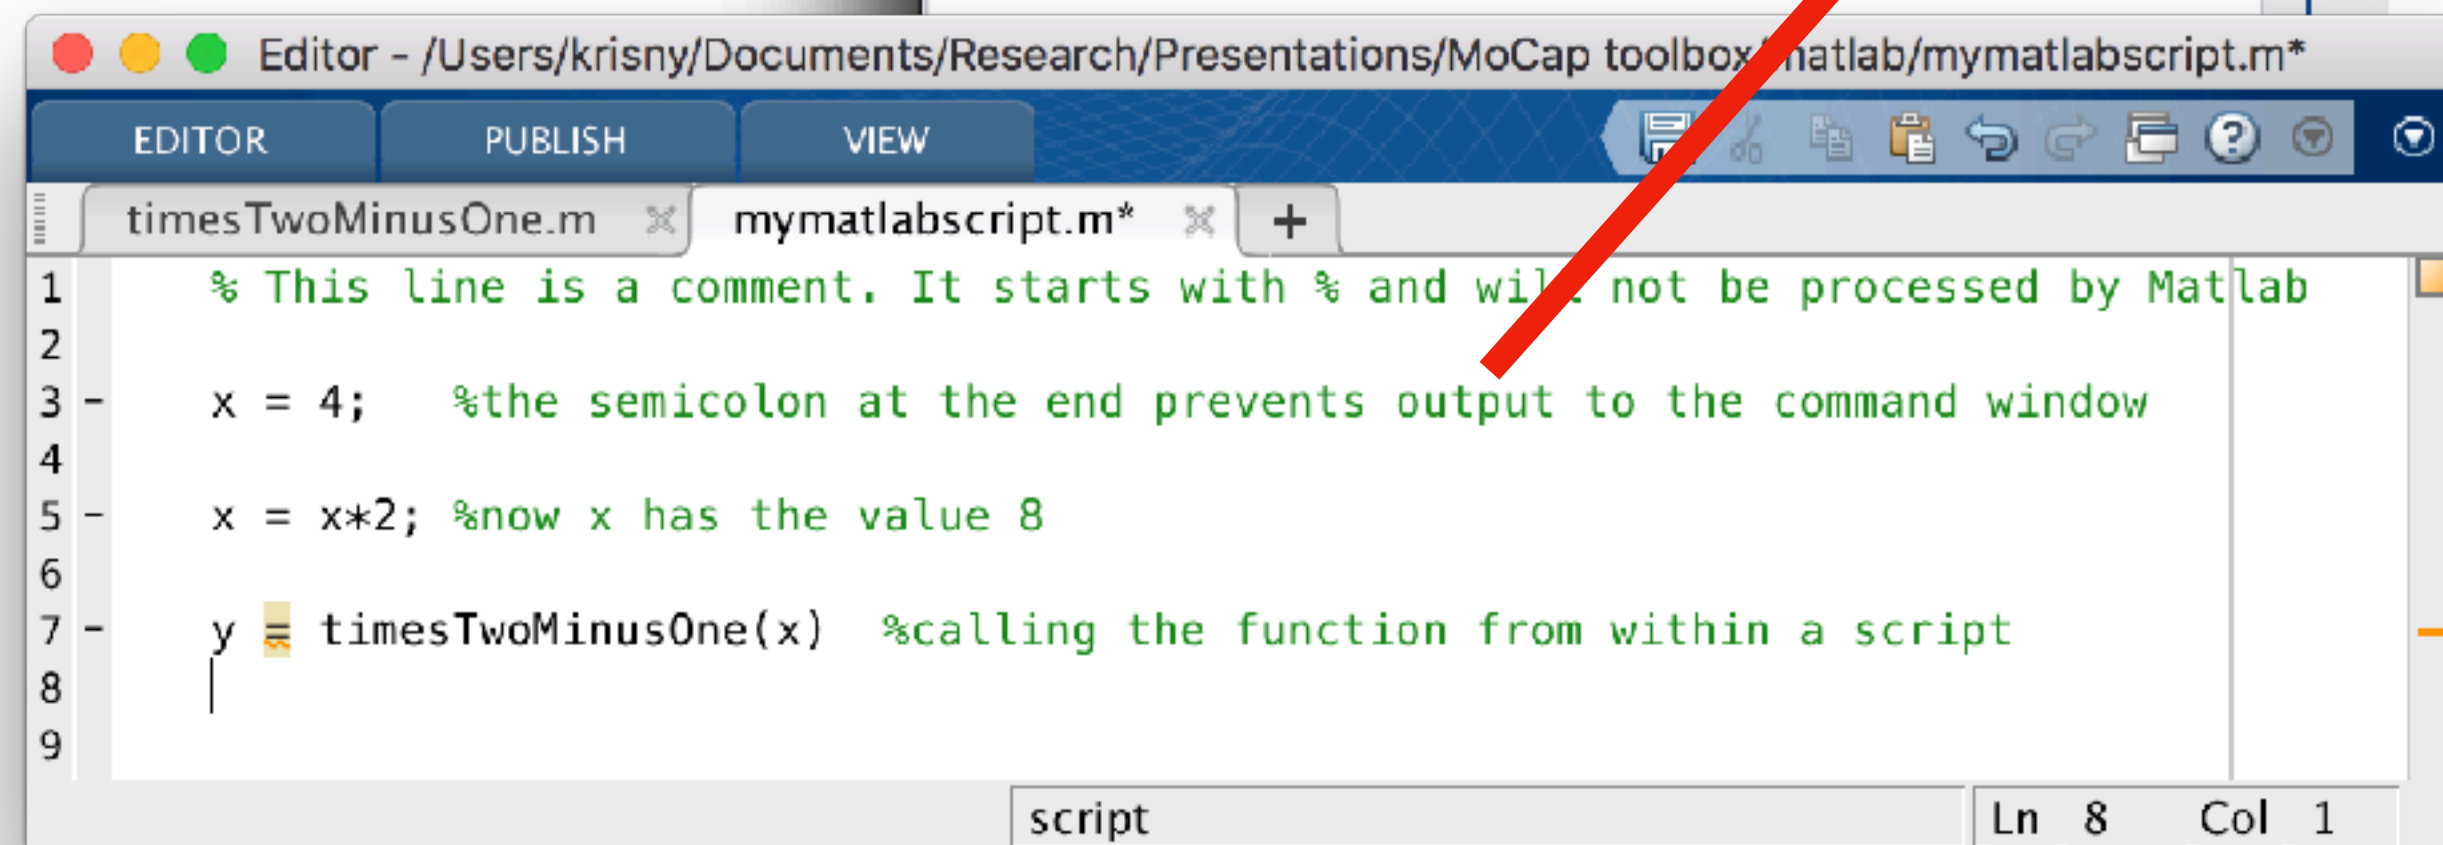 Editor - /Users/krisny/Documents/Research/Presentations/MoCap toolbox/matlab/mymatlabscript.m*
EDITOR PUBLISH VIEW
timesTwoMinusOne.m mymatlabscript.m* +
1 % This line is a comment. It starts with % and will not be processed by Matlab
2
3 - x = 4; %the semicolon at the end prevents output to the command window
4
5 - x = x*2; %now x has the value 8
6
7 - y = timesTwoMinusOne(x) %calling the function from within a script
8
9
script Ln 8 Col 1